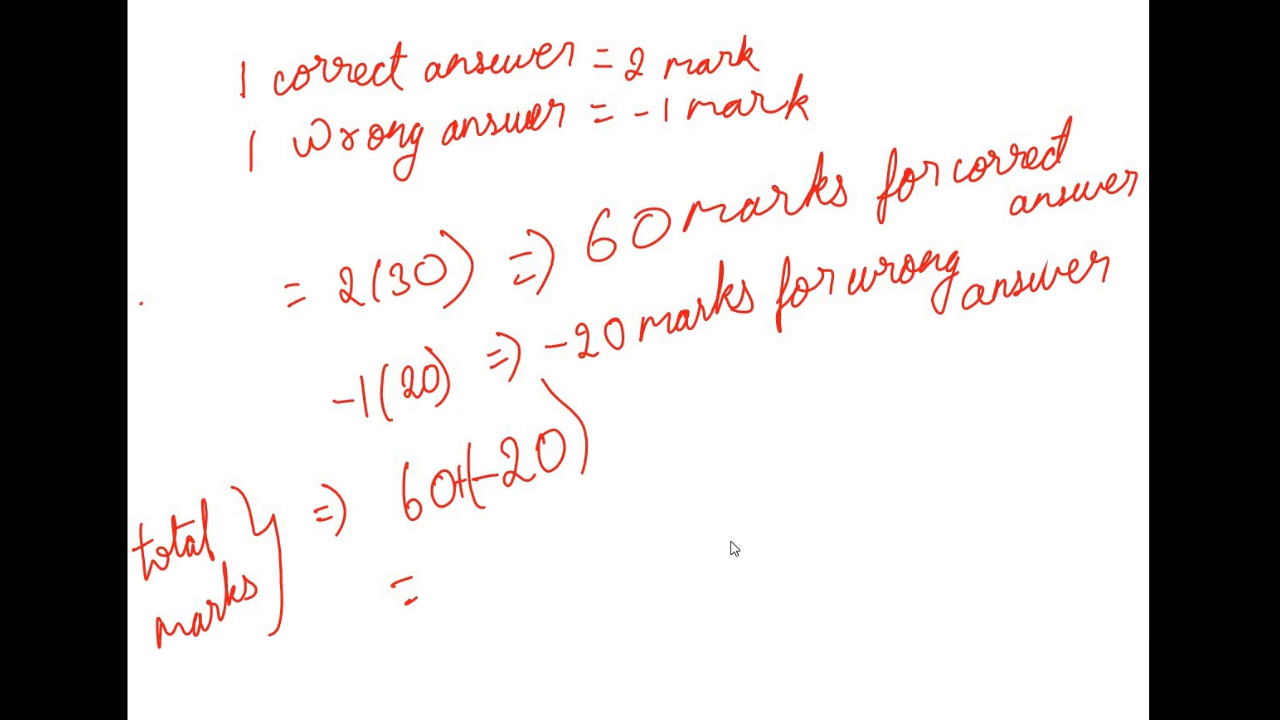 1 correct answer = 2 mark
1 wrong answer = -1 mark
= 2(30) => 60 marks for correct answer
-1(20) => -20 marks for wrong answer
total marks } => 60+(-20)
=